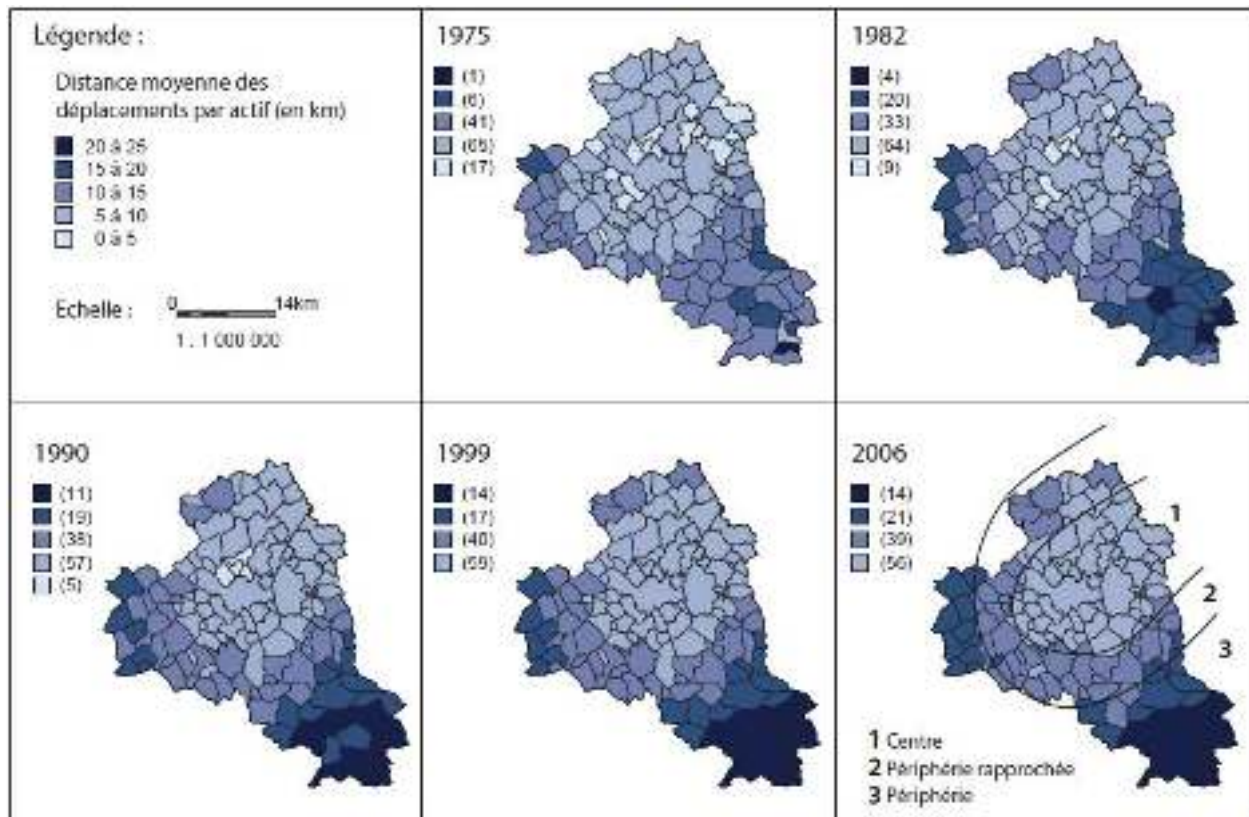 Légende :
Distance moyenne des
déplacements par actif (en km)
20 à 25
15 à 20
10 à 15
5 à 10
0 à 5
Echelle :
0 14km
1 : 1 000 000
1975
(1)
(6)
(41)
(65)
(17)
1982
(4)
(20)
(33)
(64)
(9)
1990
(11)
(19)
(38)
(57)
(5)
1999
(14)
(17)
(40)
(59)
2006
(14)
(21)
(39)
(56)
1
2
3
1 Centre
2 Périphérie rapprochée
3 Périphérie